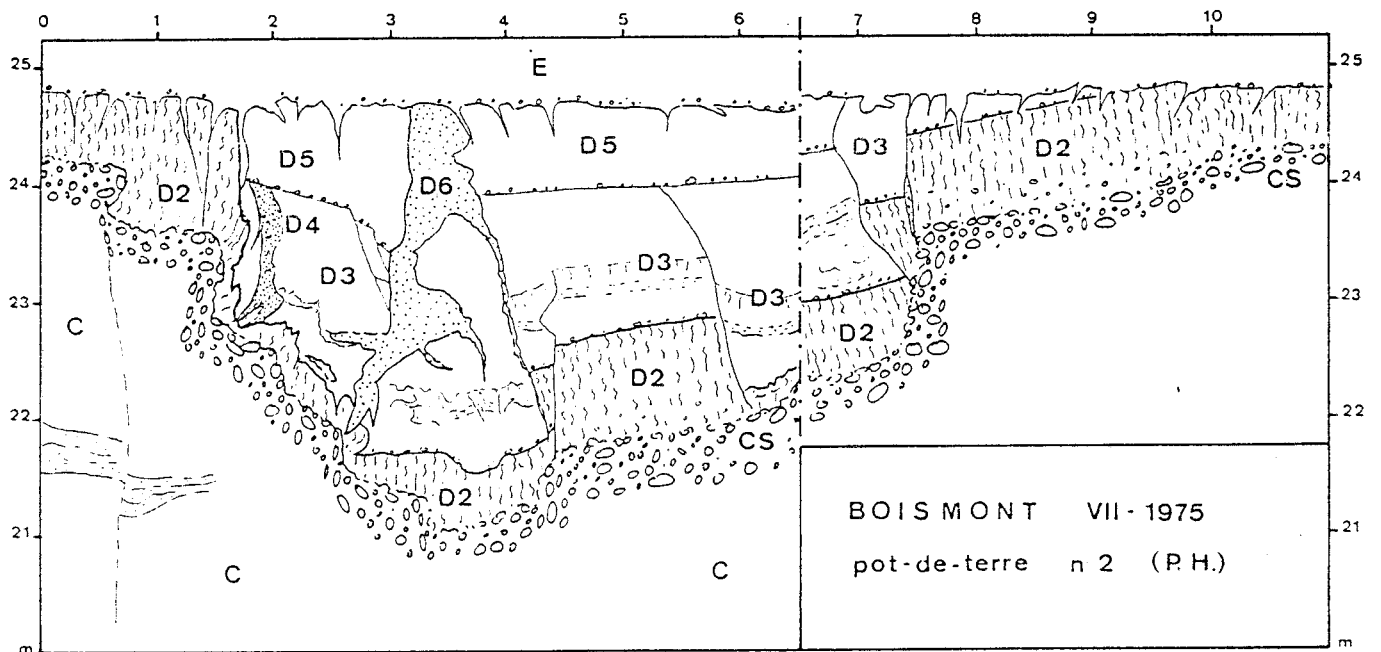 0 1 2 3 4 5 6 7 8 9 10
25 E 25
D5 D5 D3 D2
24 D2 D6 CS 24
D4
D3 D3
D3
23 23
C D2
D2
22 CS 22
D2
BOISMONT VII - 1975
21 21
pot-de-terre n 2 (P.H.)
C C
m m